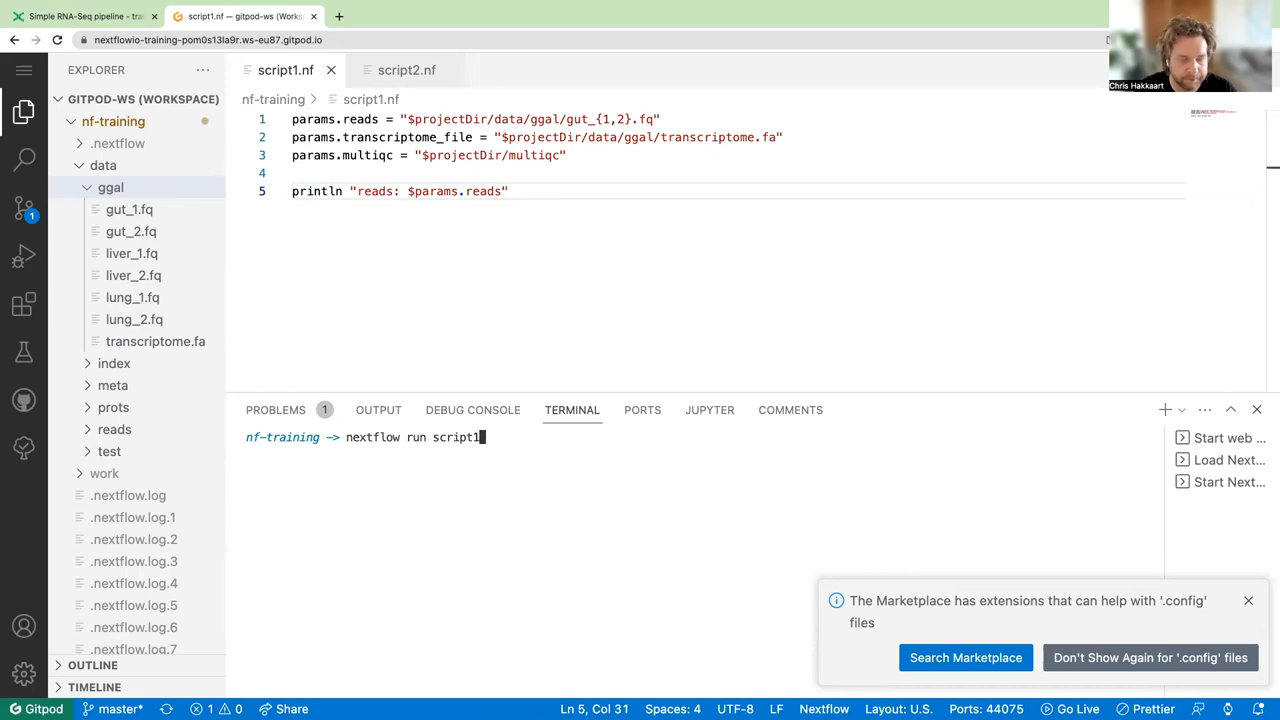 Simple RNA-Seq pipeline - trai
script1.nf — gitpod-ws (Works
nextflowio-training-pom0s13la9r.ws-eu87.gitpod.io
Chris Hakkaart
EXPLORER
script1.nf
script2.nf
GITPOD-WS (WORKSPACE)
nf-training
.nextflow
data
ggal
gut_1.fq
gut_2.fq
liver_1.fq
liver_2.fq
lung_1.fq
lung_2.fq
transcriptome.fa
index
meta
prots
reads
test
work
.nextflow.log
.nextflow.log.1
.nextflow.log.2
.nextflow.log.3
.nextflow.log.4
.nextflow.log.5
.nextflow.log.6
.nextflow.log.7
OUTLINE
TIMELINE
1
nf-training > script1.nf
1 params.reads = "$projectDir/data/ggal/gut_{1,2}.fq"
2 params.transcriptome_file = "$projectDir/data/ggal/transcriptome.fa"
3 params.multiqc = "$projectDir/multiqc"
4
5 println "reads: $params.reads"
PROBLEMS 1 OUTPUT DEBUG CONSOLE TERMINAL PORTS JUPYTER COMMENTS
nf-training -> nextflow run script1
Start web ...
Load Next...
Start Next...
The Marketplace has extensions that can help with '.config'
files
Search Marketplace
Don't Show Again for '.config' files
Gitpod master* 1 0 Share Ln 5, Col 31 Spaces: 4 UTF-8 LF Nextflow Layout: U.S. Ports: 44075 Go Live Prettier